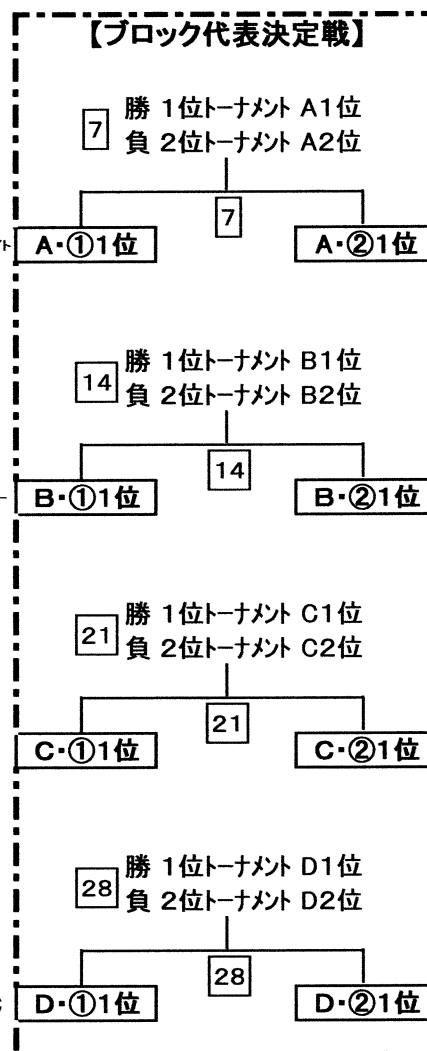 【ブロック代表決定戦】
7
勝 1位トーナメント A1位
負 2位トーナメント A2位
7
A・①1位
A・②1位
14
勝 1位トーナメント B1位
負 2位トーナメント B2位
14
B・①1位
B・②1位
21
勝 1位トーナメント C1位
負 2位トーナメント C2位
21
C・①1位
C・②1位
28
勝 1位トーナメント D1位
負 2位トーナメント D2位
28
D・①1位
D・②1位